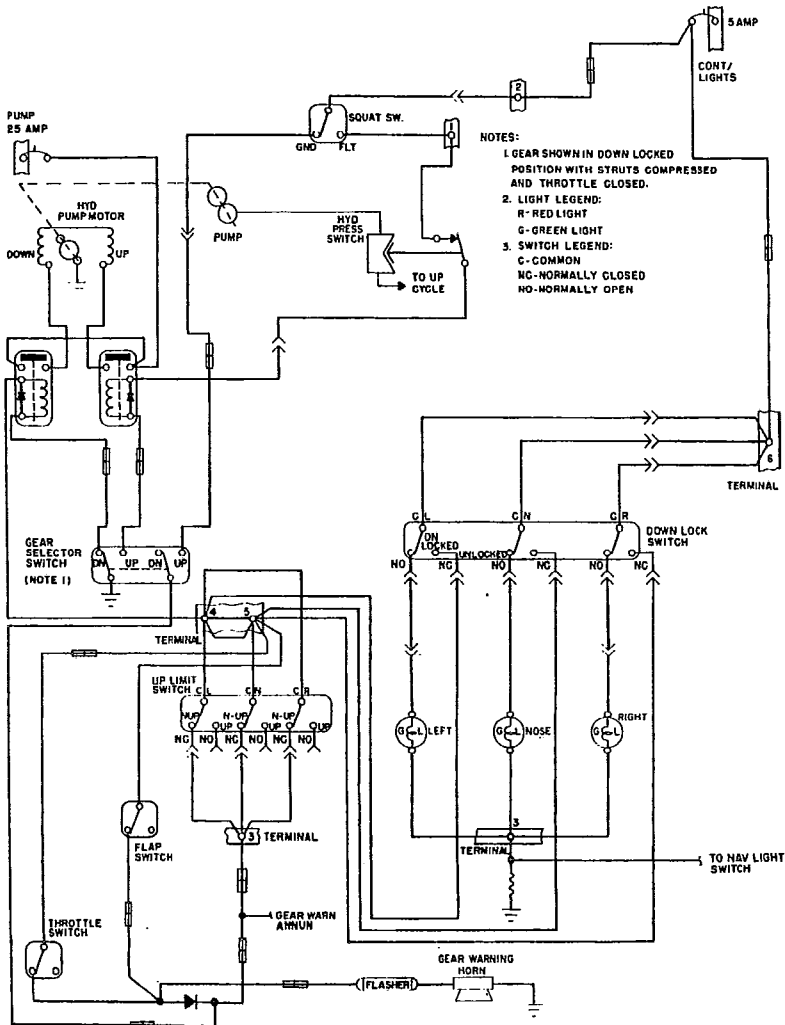 5 AMP
CONT/
LIGHTS
2
SQUAT SW.
GND FLT
1
PUMP
25 AMP
HYD
PUMP MOTOR
DOWN
UP
PUMP
HYD
PRESS
SWITCH
TO UP
CYCLE
NOTES:
1. GEAR SHOWN IN DOWN LOCKED
POSITION WITH STRUTS COMPRESSED
AND THROTTLE CLOSED.
2. LIGHT LEGEND:
R-RED LIGHT
G-GREEN LIGHT
3. SWITCH LEGEND:
C-COMMON
NC-NORMALLY CLOSED
NO-NORMALLY OPEN
6
TERMINAL
C L
C N
C R
DOWN LOCK
SWITCH
DN
LOCKED
UNLOCKED
NO NC NO NC NO NC
GEAR
SELECTOR
SWITCH
(NOTE 1)
DN UP DN UP
4 5
TERMINAL
UP LIMIT
SWITCH
C L C N C R
N-UP UP N-UP UP N-UP UP
NC NO NC NO NC NO
3 TERMINAL
G L LEFT
G L NOSE
G L RIGHT
3
TERMINAL
TO NAV LIGHT
SWITCH
FLAP
SWITCH
THROTTLE
SWITCH
GEAR WARN
ANNUN
FLASHER
GEAR WARNING
HORN